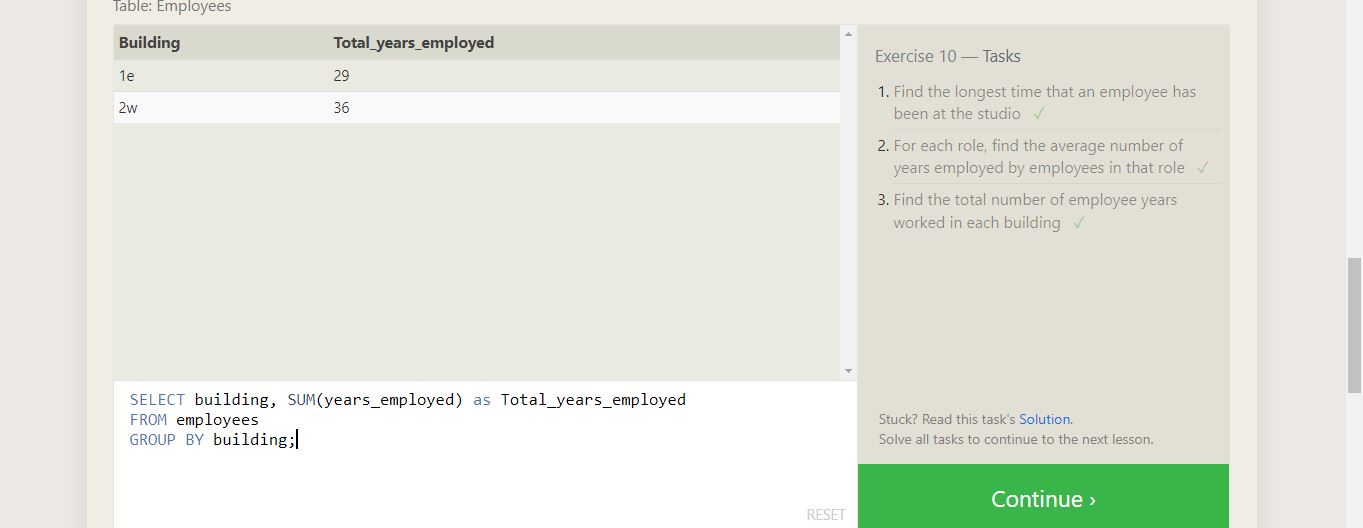 Table: Employees
Building Total_years_employed
1e 29
2w 36
SELECT building, SUM(years_employed) as Total_years_employed
FROM employees
GROUP BY building;
RESET
Exercise 10 — Tasks
1. Find the longest time that an employee has
been at the studio ✓
2. For each role, find the average number of
years employed by employees in that role ✓
3. Find the total number of employee years
worked in each building ✓
Stuck? Read this task's Solution.
Solve all tasks to continue to the next lesson.
Continue ›